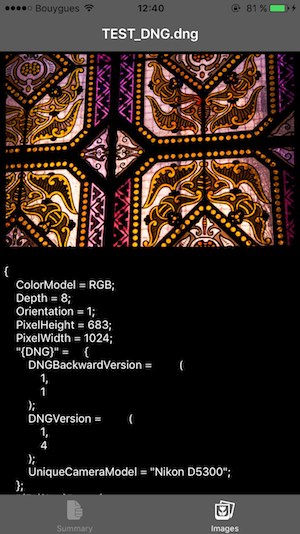 Bouygues 12:40 81 %
TEST_DNG.dng
{
ColorModel = RGB;
Depth = 8;
Orientation = 1;
PixelHeight = 683;
PixelWidth = 1024;
"{DNG}" = {
DNGBackwardVersion = (
1,
1
);
DNGVersion = (
1,
4
);
UniqueCameraModel = "Nikon D5300";
};
Summary Images